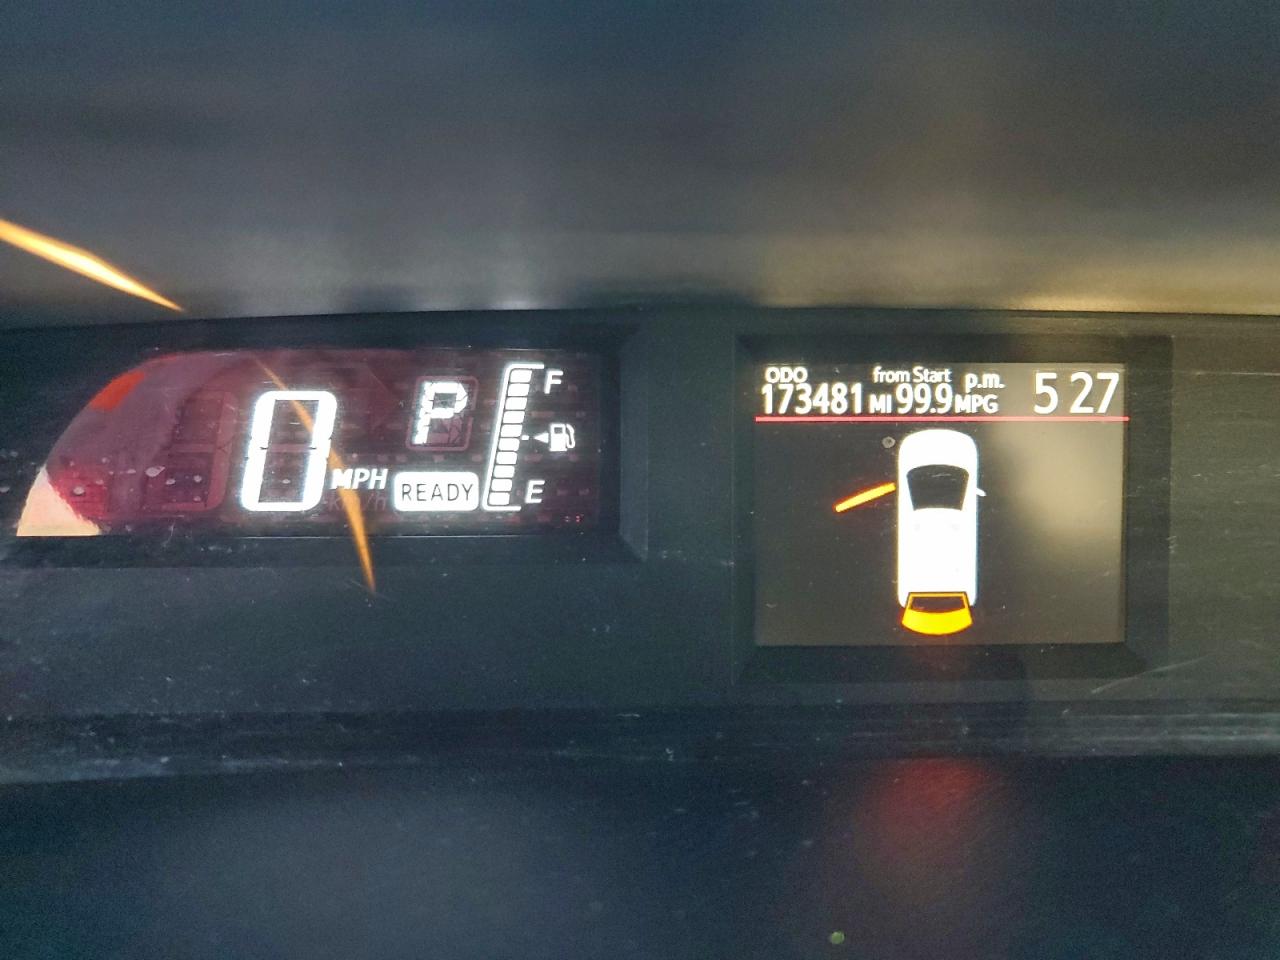 0 MPH
P
READY
F
E
ODO from Start p.m. 5 27
173481 MI 99.9 MPG